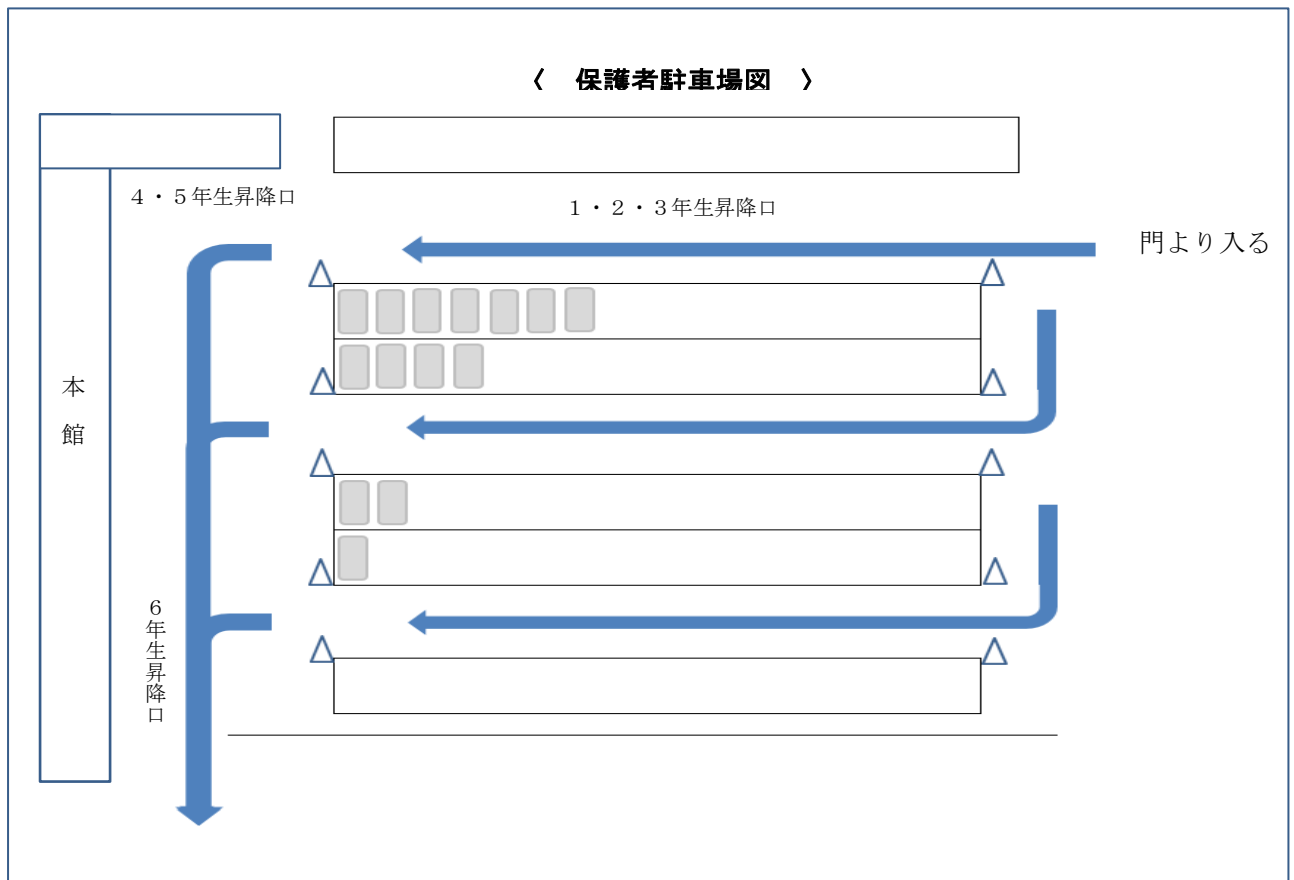 〈　保護者駐車場図　〉
４・５年生昇降口
１・２・３年生昇降口
門より入る
本館
６年生昇降口